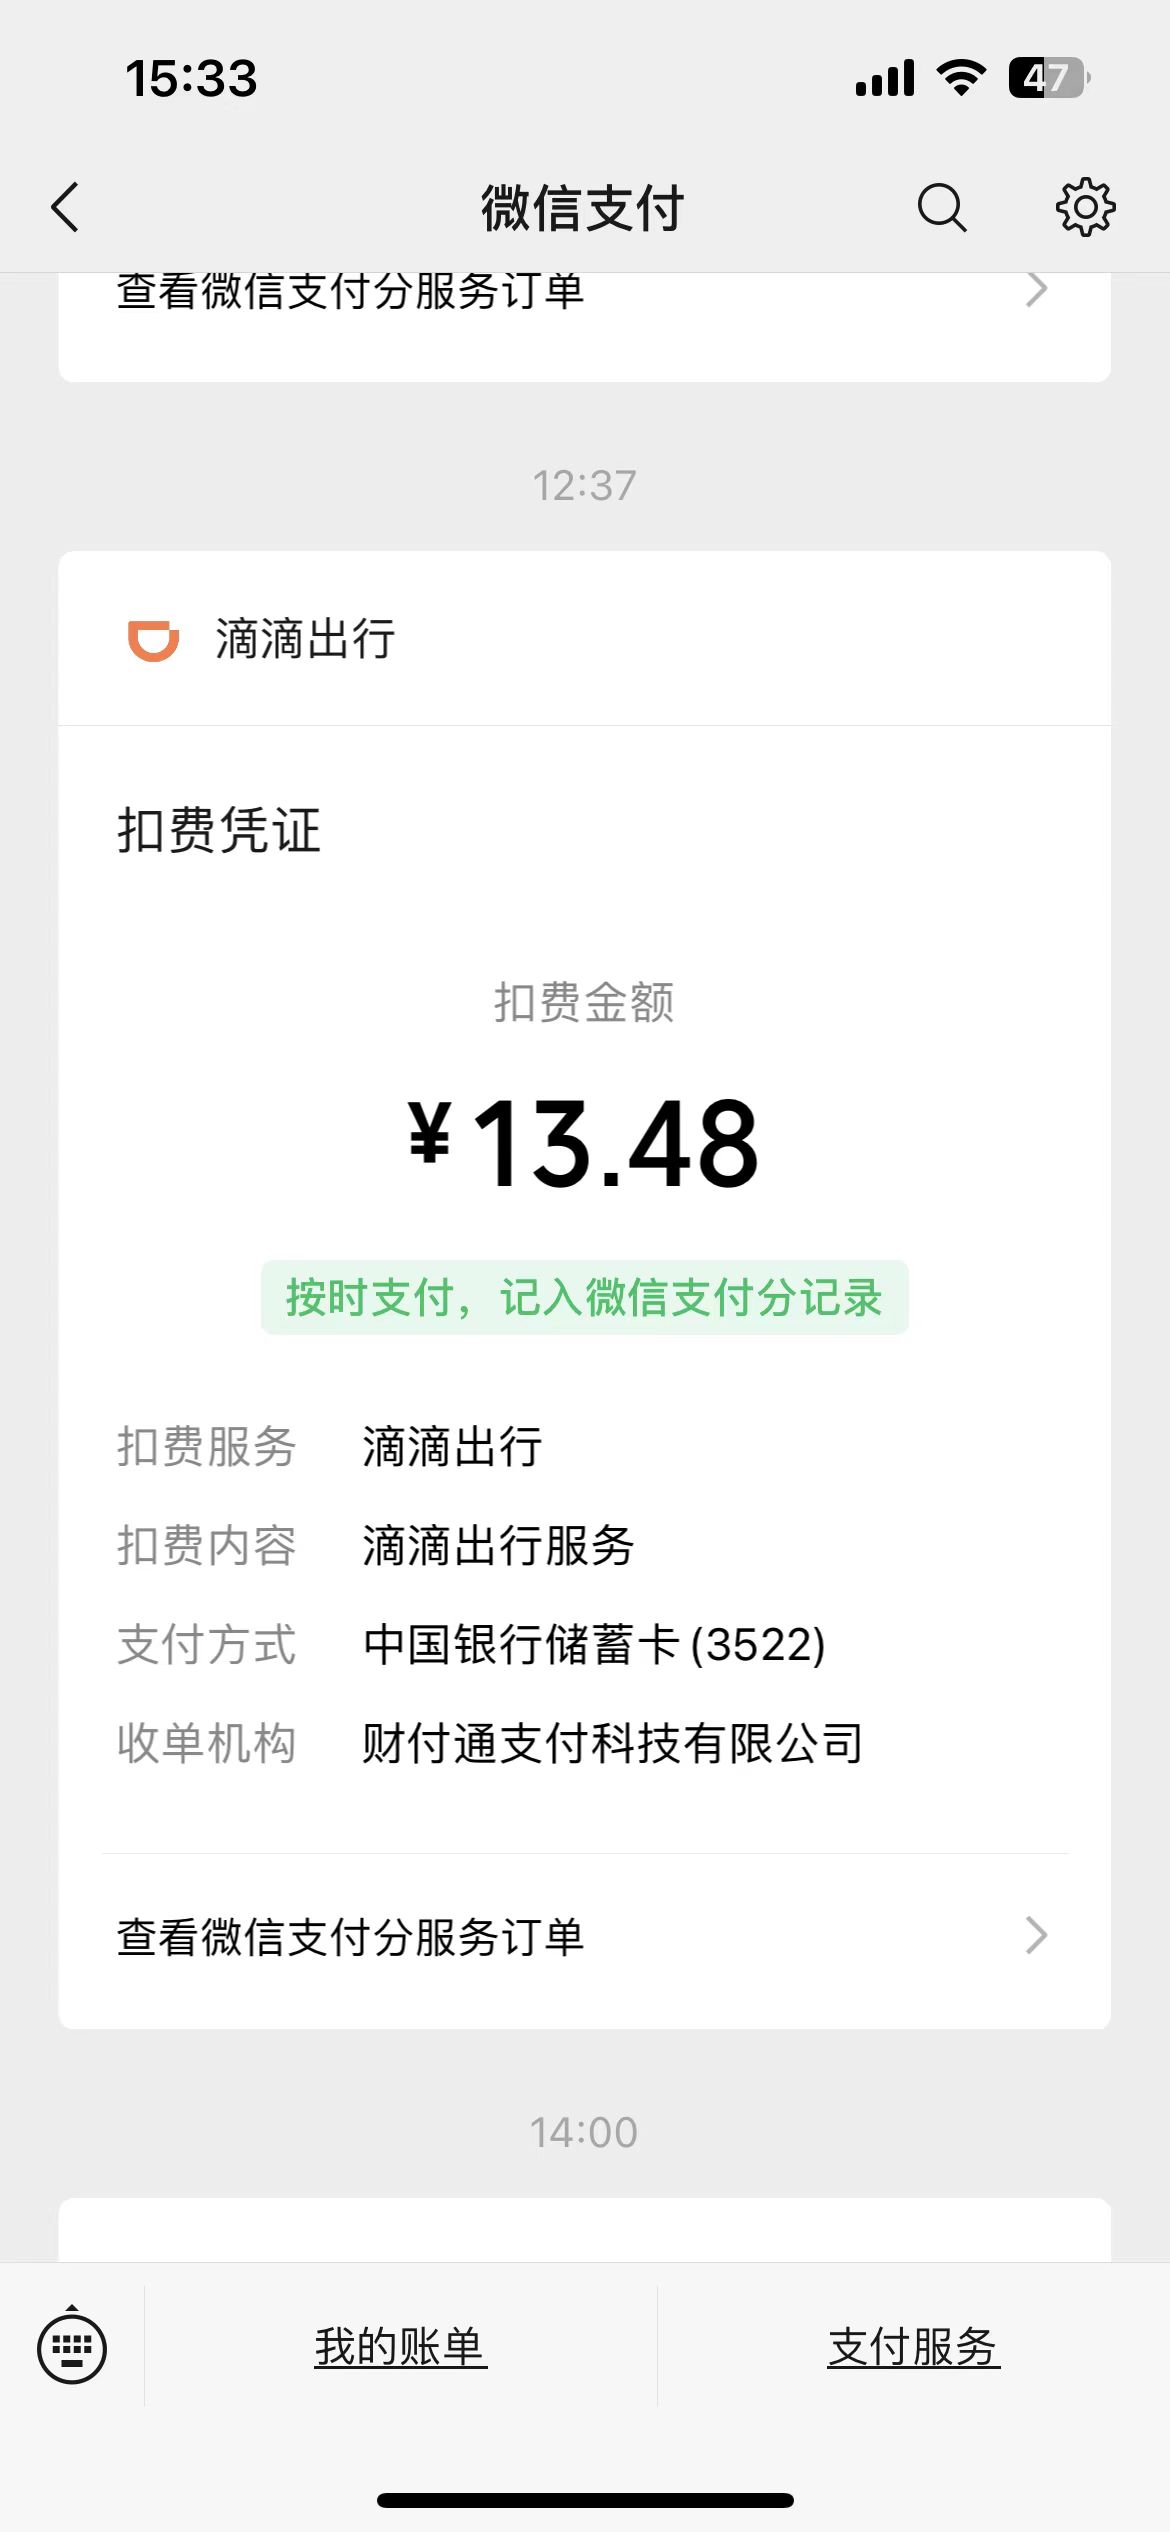 15:33
47
微信支付
查看微信支付分服务订单
12:37
滴滴出行
扣费凭证
扣费金额
¥13.48
按时支付，记入微信支付分记录
扣费服务 滴滴出行
扣费内容 滴滴出行服务
支付方式 中国银行储蓄卡(3522)
收单机构 财付通支付科技有限公司
查看微信支付分服务订单
14:00
我的账单 支付服务